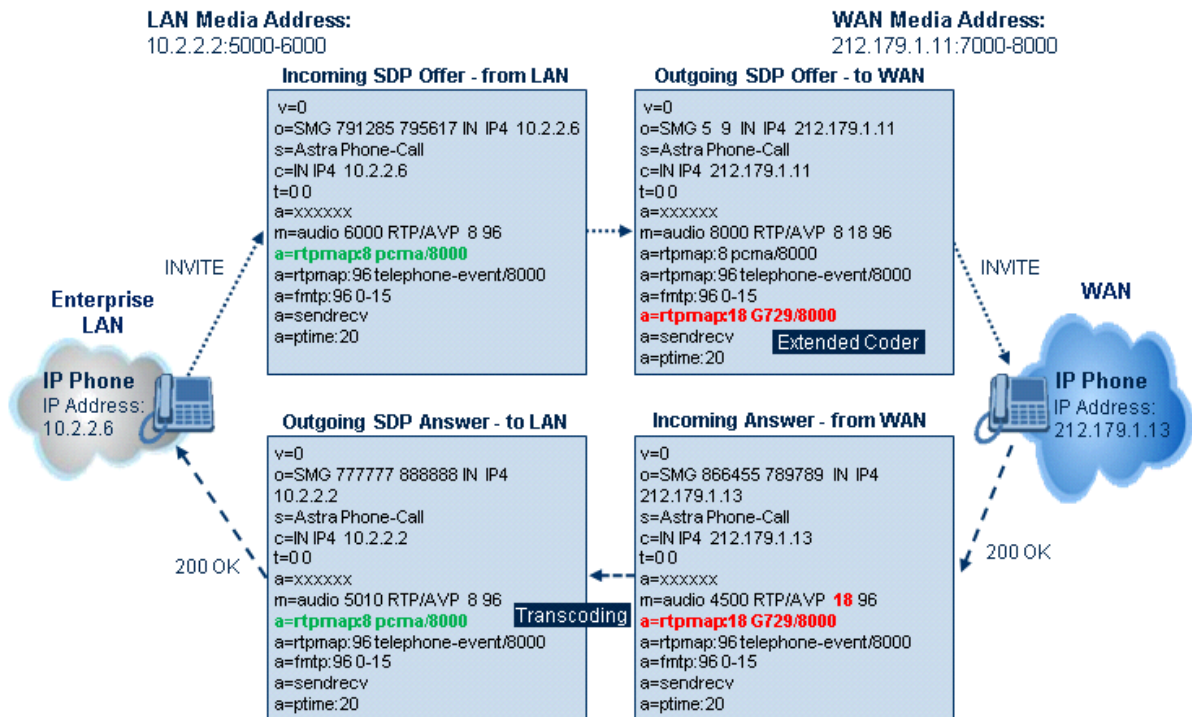 LAN Media Address:
10.2.2.2:5000-6000
WAN Media Address:
212.179.1.11:7000-8000
Incoming SDP Offer - from LAN
v=0
o=SMG 791285 795617 IN IP4 10.2.2.6
s=Astra Phone-Call
c=IN IP4 10.2.2.6
t=0 0
a=xxxxxx
m=audio 6000 RTP/AVP 8 96
a=rtpmap:8 pcma/8000
a=rtpmap:96 telephone-event/8000
a=fmtp:96 0-15
a=sendrecv
a=ptime:20
Outgoing SDP Offer - to WAN
v=0
o=SMG 5 9 IN IP4 212.179.1.11
s=Astra Phone-Call
c=IN IP4 212.179.1.11
t=0 0
a=xxxxxx
m=audio 8000 RTP/AVP 8 18 96
a=rtpmap:8 pcma/8000
a=rtpmap:96 telephone-event/8000
a=fmtp:96 0-15
a=rtpmap:18 G729/8000
a=sendrecv
Extended Coder
a=ptime:20
INVITE
INVITE
Enterprise
LAN
IP Phone
IP Address:
10.2.2.6
WAN
IP Phone
IP Address:
212.179.1.13
Outgoing SDP Answer - to LAN
v=0
o=SMG 777777 888888 IN IP4
10.2.2.2
s=Astra Phone-Call
c=IN IP4 10.2.2.2
t=0 0
a=xxxxxx
m=audio 5010 RTP/AVP 8 96
a=rtpmap:8 pcma/8000
a=rtpmap:96 telephone-event/8000
a=fmtp:96 0-15
a=sendrecv
a=ptime:20
Transcoding
Incoming Answer - from WAN
v=0
o=SMG 866455 789789 IN IP4
212.179.1.13
s=Astra Phone-Call
c=IN IP4 212.179.1.13
t=0 0
a=xxxxxx
m=audio 4500 RTP/AVP 18 96
a=rtpmap:18 G729/8000
a=rtpmap:96 telephone-event/8000
a=fmtp:96 0-15
a=sendrecv
a=ptime:20
200 OK
200 OK